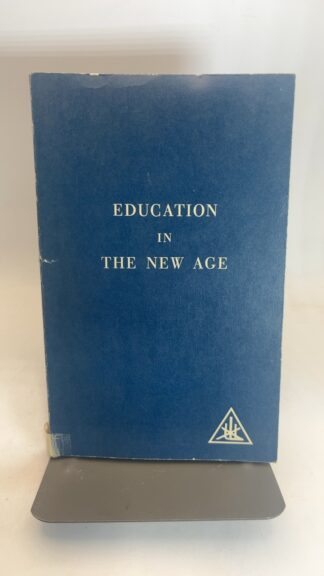 EDUCATION
IN
THE NEW AGE